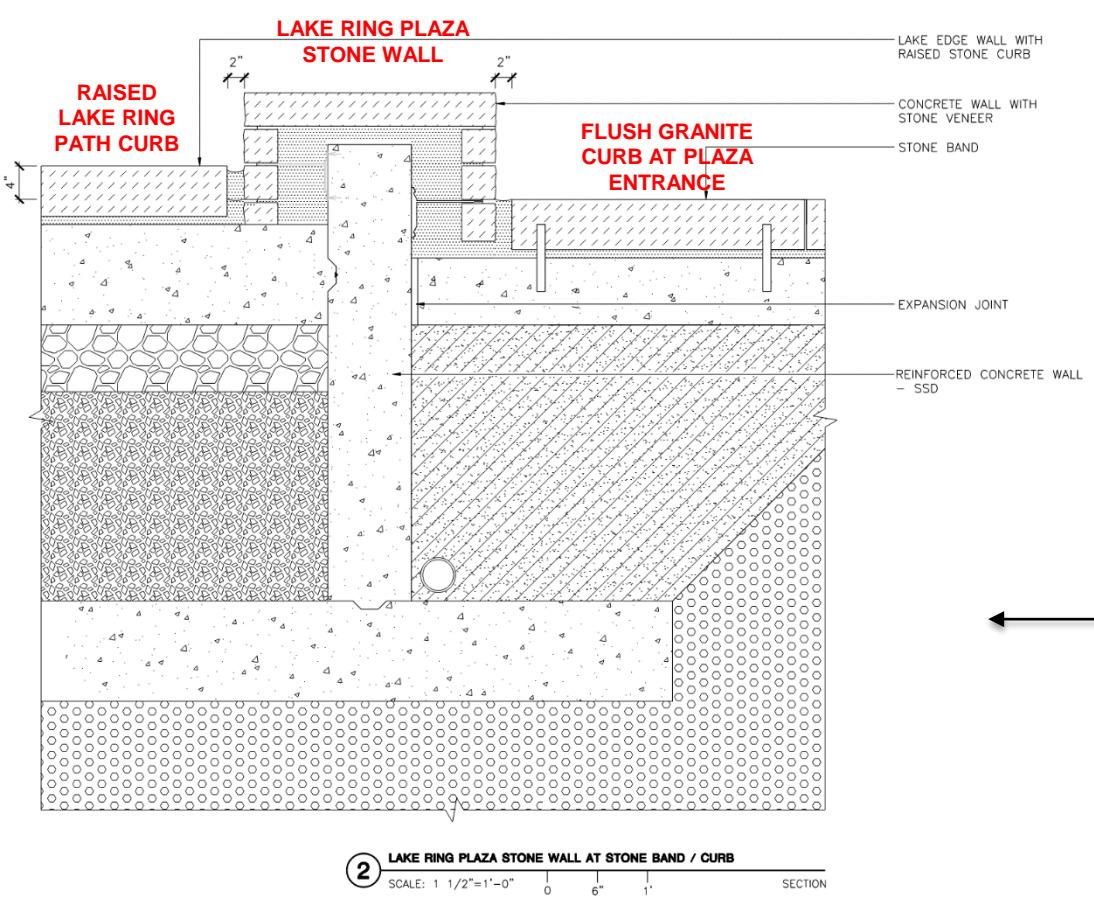 LAKE RING PLAZA
STONE WALL
LAKE EDGE WALL WITH
RAISED STONE CURB
2"
2"
RAISED
LAKE RING
PATH CURB
CONCRETE WALL WITH
STONE VENEER
FLUSH GRANITE
CURB AT PLAZA
ENTRANCE
STONE BAND
4"
EXPANSION JOINT
REINFORCED CONCRETE WALL
– SSD
2
LAKE RING PLAZA STONE WALL AT STONE BAND / CURB
SCALE: 1 1/2"=1'-0"
0 6" 1'
SECTION